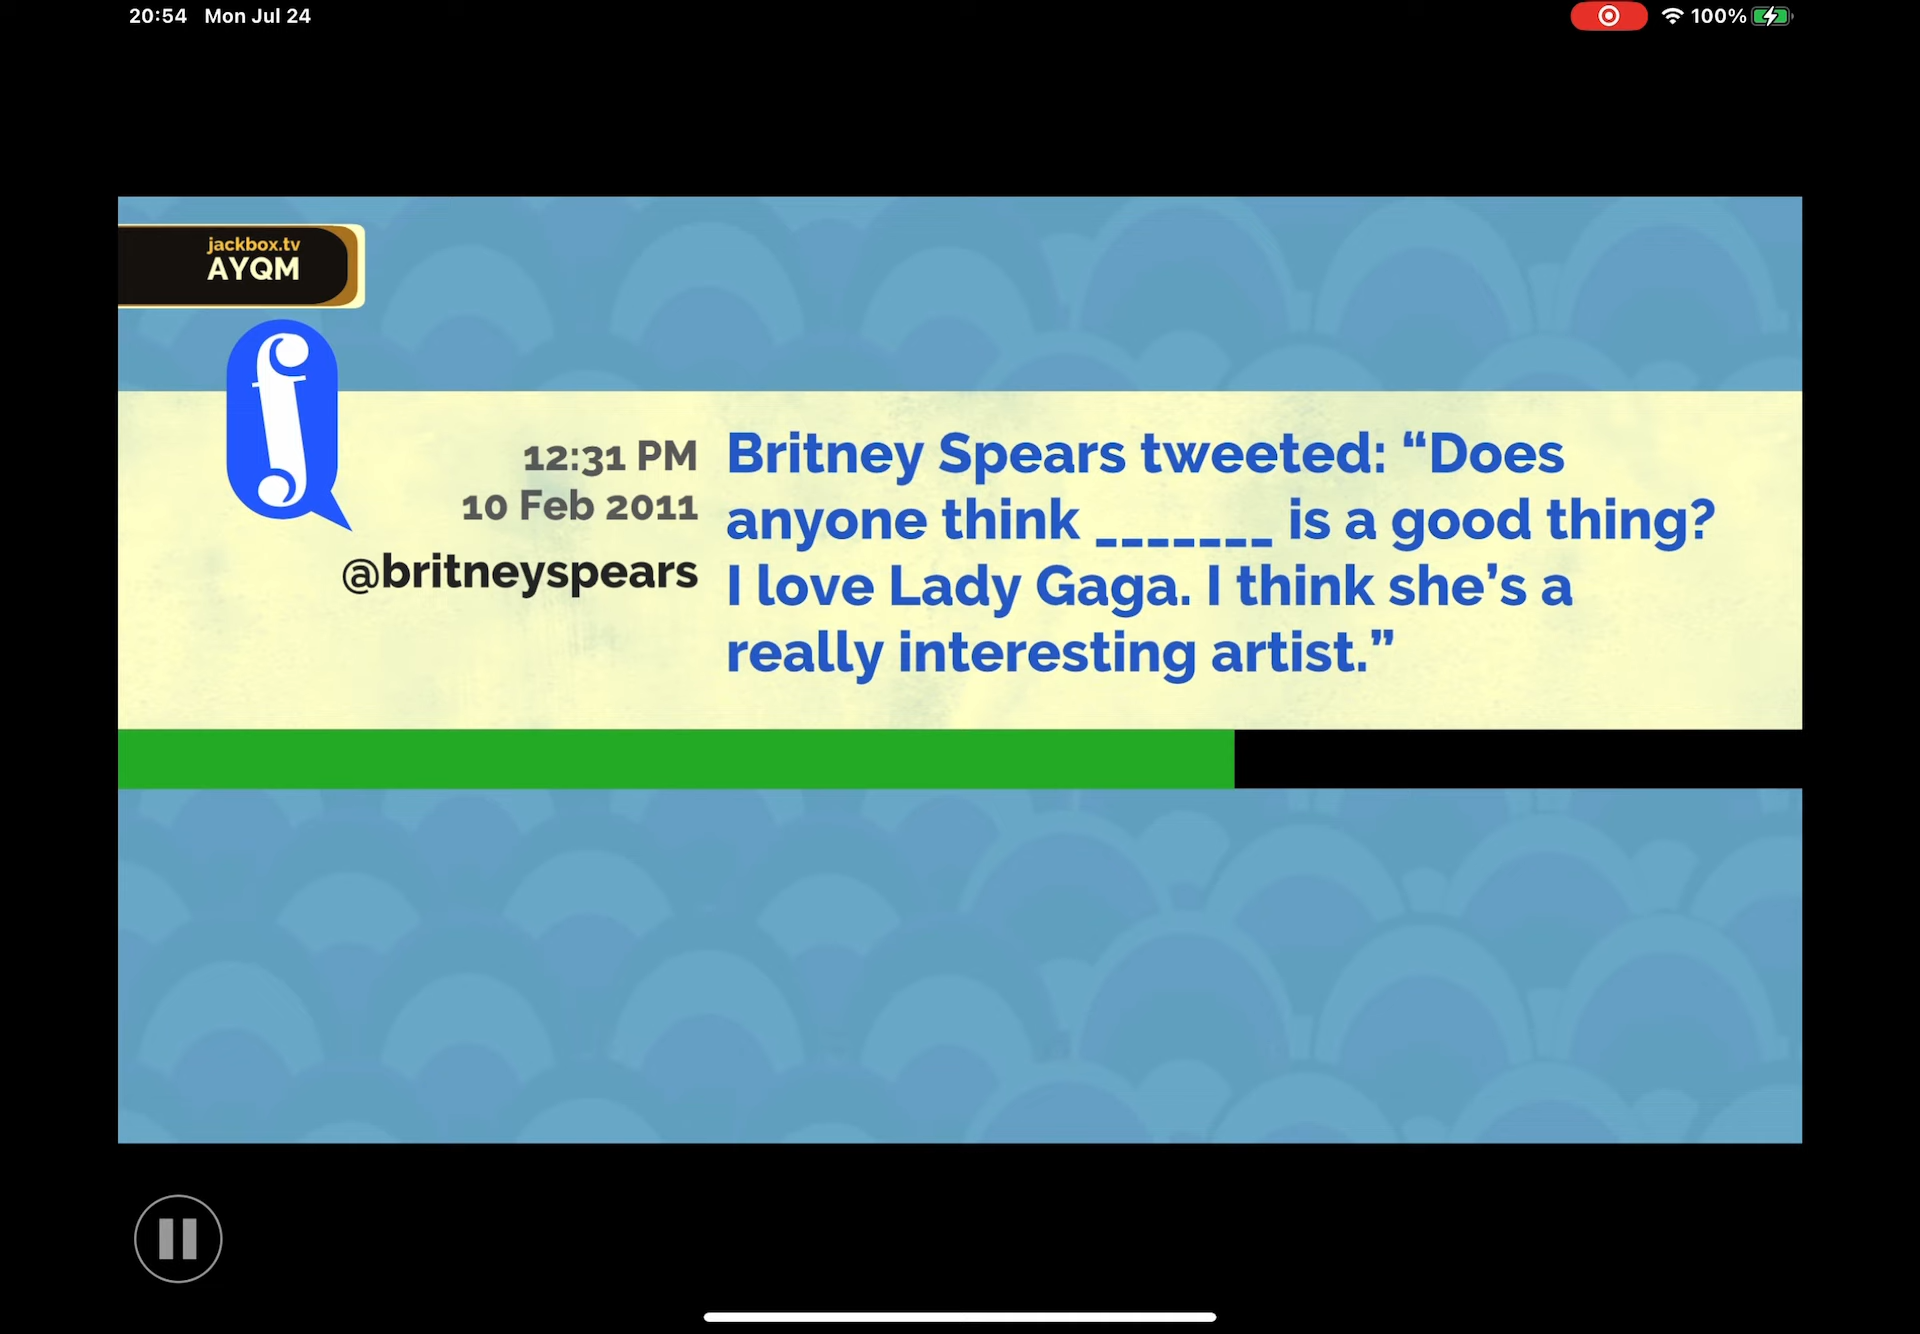 20:54 Mon Jul 24
100%
jackbox.tv
AYQM
f
12:31 PM
10 Feb 2011
@britneyspears
Britney Spears tweeted: “Does
anyone think _______ is a good thing?
I love Lady Gaga. I think she’s a
really interesting artist.”